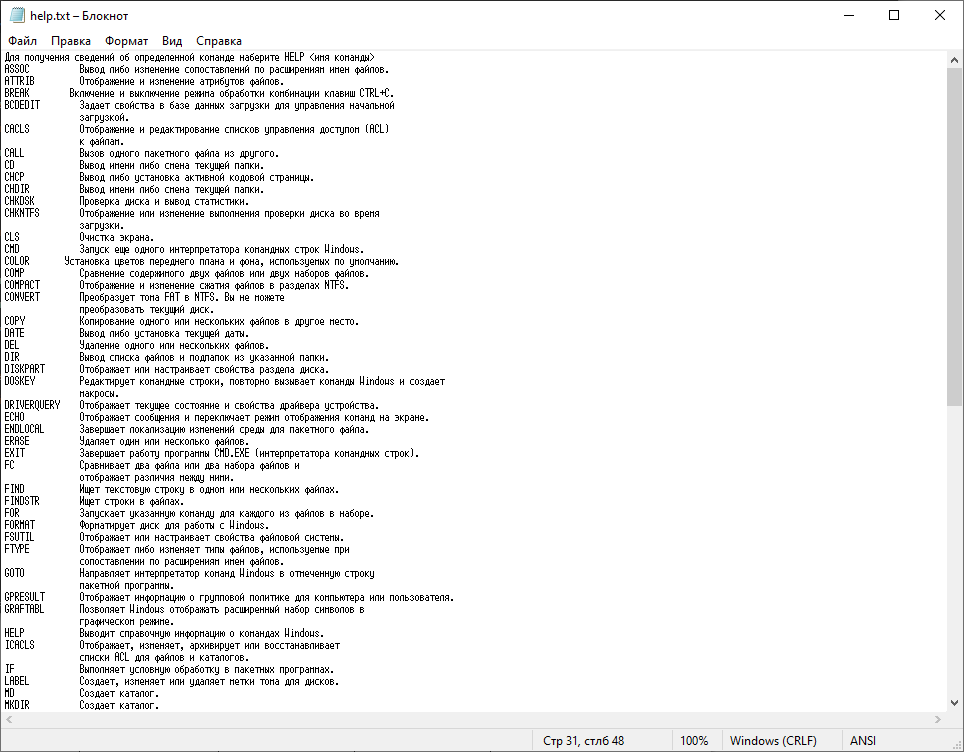 help.txt – Блокнот
Файл Правка Формат Вид Справка
Для получения сведений об определенной команде наберите HELP <имя команды>
ASSOC Вывод либо изменение сопоставлений по расширениям имен файлов.
ATTRIB Отображение и изменение атрибутов файлов.
BREAK Включение и выключение режима обработки комбинации клавиш CTRL+C.
BCDEDIT Задает свойства в базе данных загрузки для управления начальной
загрузкой.
CACLS Отображение и редактирование списков управления доступом (ACL)
к файлам.
CALL Вызов одного пакетного файла из другого.
CD Вывод имени либо смена текущей папки.
CHCP Вывод либо установка активной кодовой страницы.
CHDIR Вывод имени либо смена текущей папки.
CHKDSK Проверка диска и вывод статистики.
CHKNTFS Отображение или изменение выполнения проверки диска во время
загрузки.
CLS Очистка экрана.
CMD Запуск еще одного интерпретатора командных строк Windows.
COLOR Установка цветов переднего плана и фона, используемых по умолчанию.
COMP Сравнение содержимого двух файлов или двух наборов файлов.
COMPACT Отображение и изменение сжатия файлов в разделах NTFS.
CONVERT Преобразует тома FAT в NTFS. Вы не можете
преобразовать текущий диск.
COPY Копирование одного или нескольких файлов в другое место.
DATE Вывод либо установка текущей даты.
DEL Удаление одного или нескольких файлов.
DIR Вывод списка файлов и подпапок из указанной папки.
DISKPART Отображает или настраивает свойства раздела диска.
DOSKEY Редактирует командные строки, повторно вызывает команды Windows и создает
макросы.
DRIVERQUERY Отображает текущее состояние и свойства драйвера устройства.
ECHO Отображает сообщения и переключает режим отображения команд на экране.
ENDLOCAL Завершает локализацию изменений среды для пакетного файла.
ERASE Удаляет один или несколько файлов.
EXIT Завершает работу программы CMD.EXE (интерпретатора командных строк).
FC Сравнивает два файла или два набора файлов и
отображает различия между ними.
FIND Ищет текстовую строку в одном или нескольких файлах.
FINDSTR Ищет строки в файлах.
FOR Запускает указанную команду для каждого из файлов в наборе.
FORMAT Форматирует диск для работы с Windows.
FSUTIL Отображает или настраивает свойства файловой системы.
FTYPE Отображает либо изменяет типы файлов, используемые при
сопоставлении по расширениям имен файлов.
GOTO Направляет интерпретатор команд Windows в отмеченную строку
пакетной программы.
GPRESULT Отображает информацию о групповой политике для компьютера или пользователя.
GRAFTABL Позволяет Windows отображать расширенный набор символов в
графическом режиме.
HELP Выводит справочную информацию о командах Windows.
ICACLS Отображает, изменяет, архивирует или восстанавливает
списки ACL для файлов и каталогов.
IF Выполняет условную обработку в пакетных программах.
LABEL Создает, изменяет или удаляет метки тома для дисков.
MD Создает каталог.
MKDIR Создает каталог.
Стр 31, стлб 48 100% Windows (CRLF) ANSI